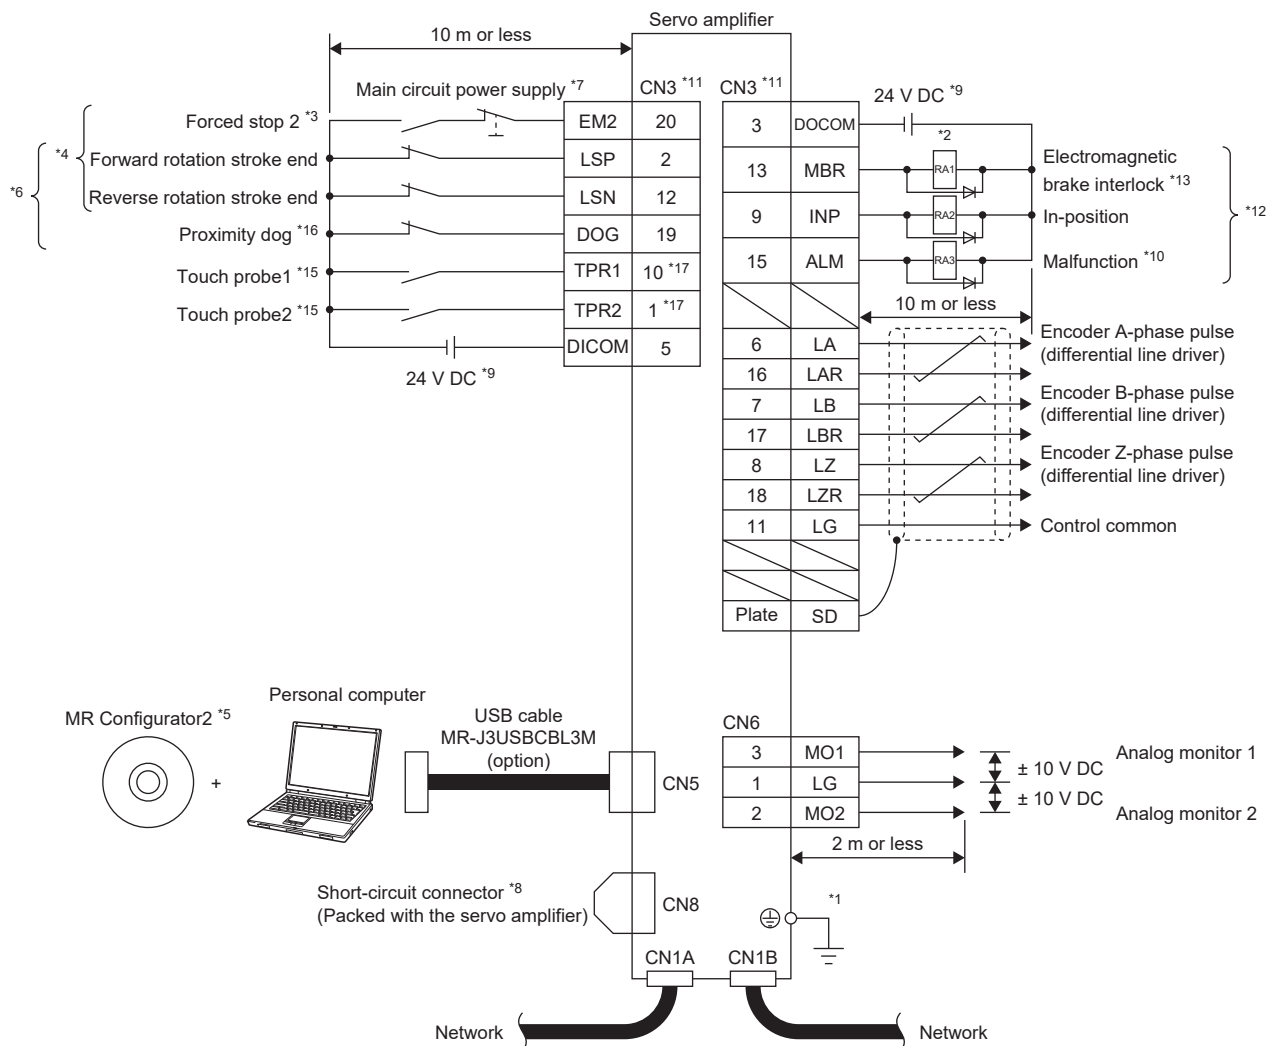 Servo amplifier
10 m or less
Main circuit power supply *7
CN3 *11
Forced stop 2 *3
EM2 20
*4
Forward rotation stroke end
LSP 2
*6
Reverse rotation stroke end
LSN 12
Proximity dog *16
DOG 19
Touch probe1 *15
TPR1 10 *17
Touch probe2 *15
TPR2 1 *17
DICOM 5
24 V DC *9
CN3 *11
24 V DC *9
3 DOCOM
*2
13 MBR
RA1
Electromagnetic
brake interlock *13
9 INP
RA2
In-position
*12
15 ALM
RA3
Malfunction *10
10 m or less
6 LA
Encoder A-phase pulse
(differential line driver)
16 LAR
7 LB
Encoder B-phase pulse
(differential line driver)
17 LBR
8 LZ
Encoder Z-phase pulse
(differential line driver)
18 LZR
11 LG
Control common
Plate SD
Personal computer
MR Configurator2 *5
+
USB cable
MR-J3USBCBL3M
(option)
CN5
CN6
3 MO1
Analog monitor 1
± 10 V DC
1 LG
± 10 V DC
2 MO2
Analog monitor 2
2 m or less
Short-circuit connector *8
(Packed with the servo amplifier)
CN8
*1
CN1A
CN1B
Network
Network